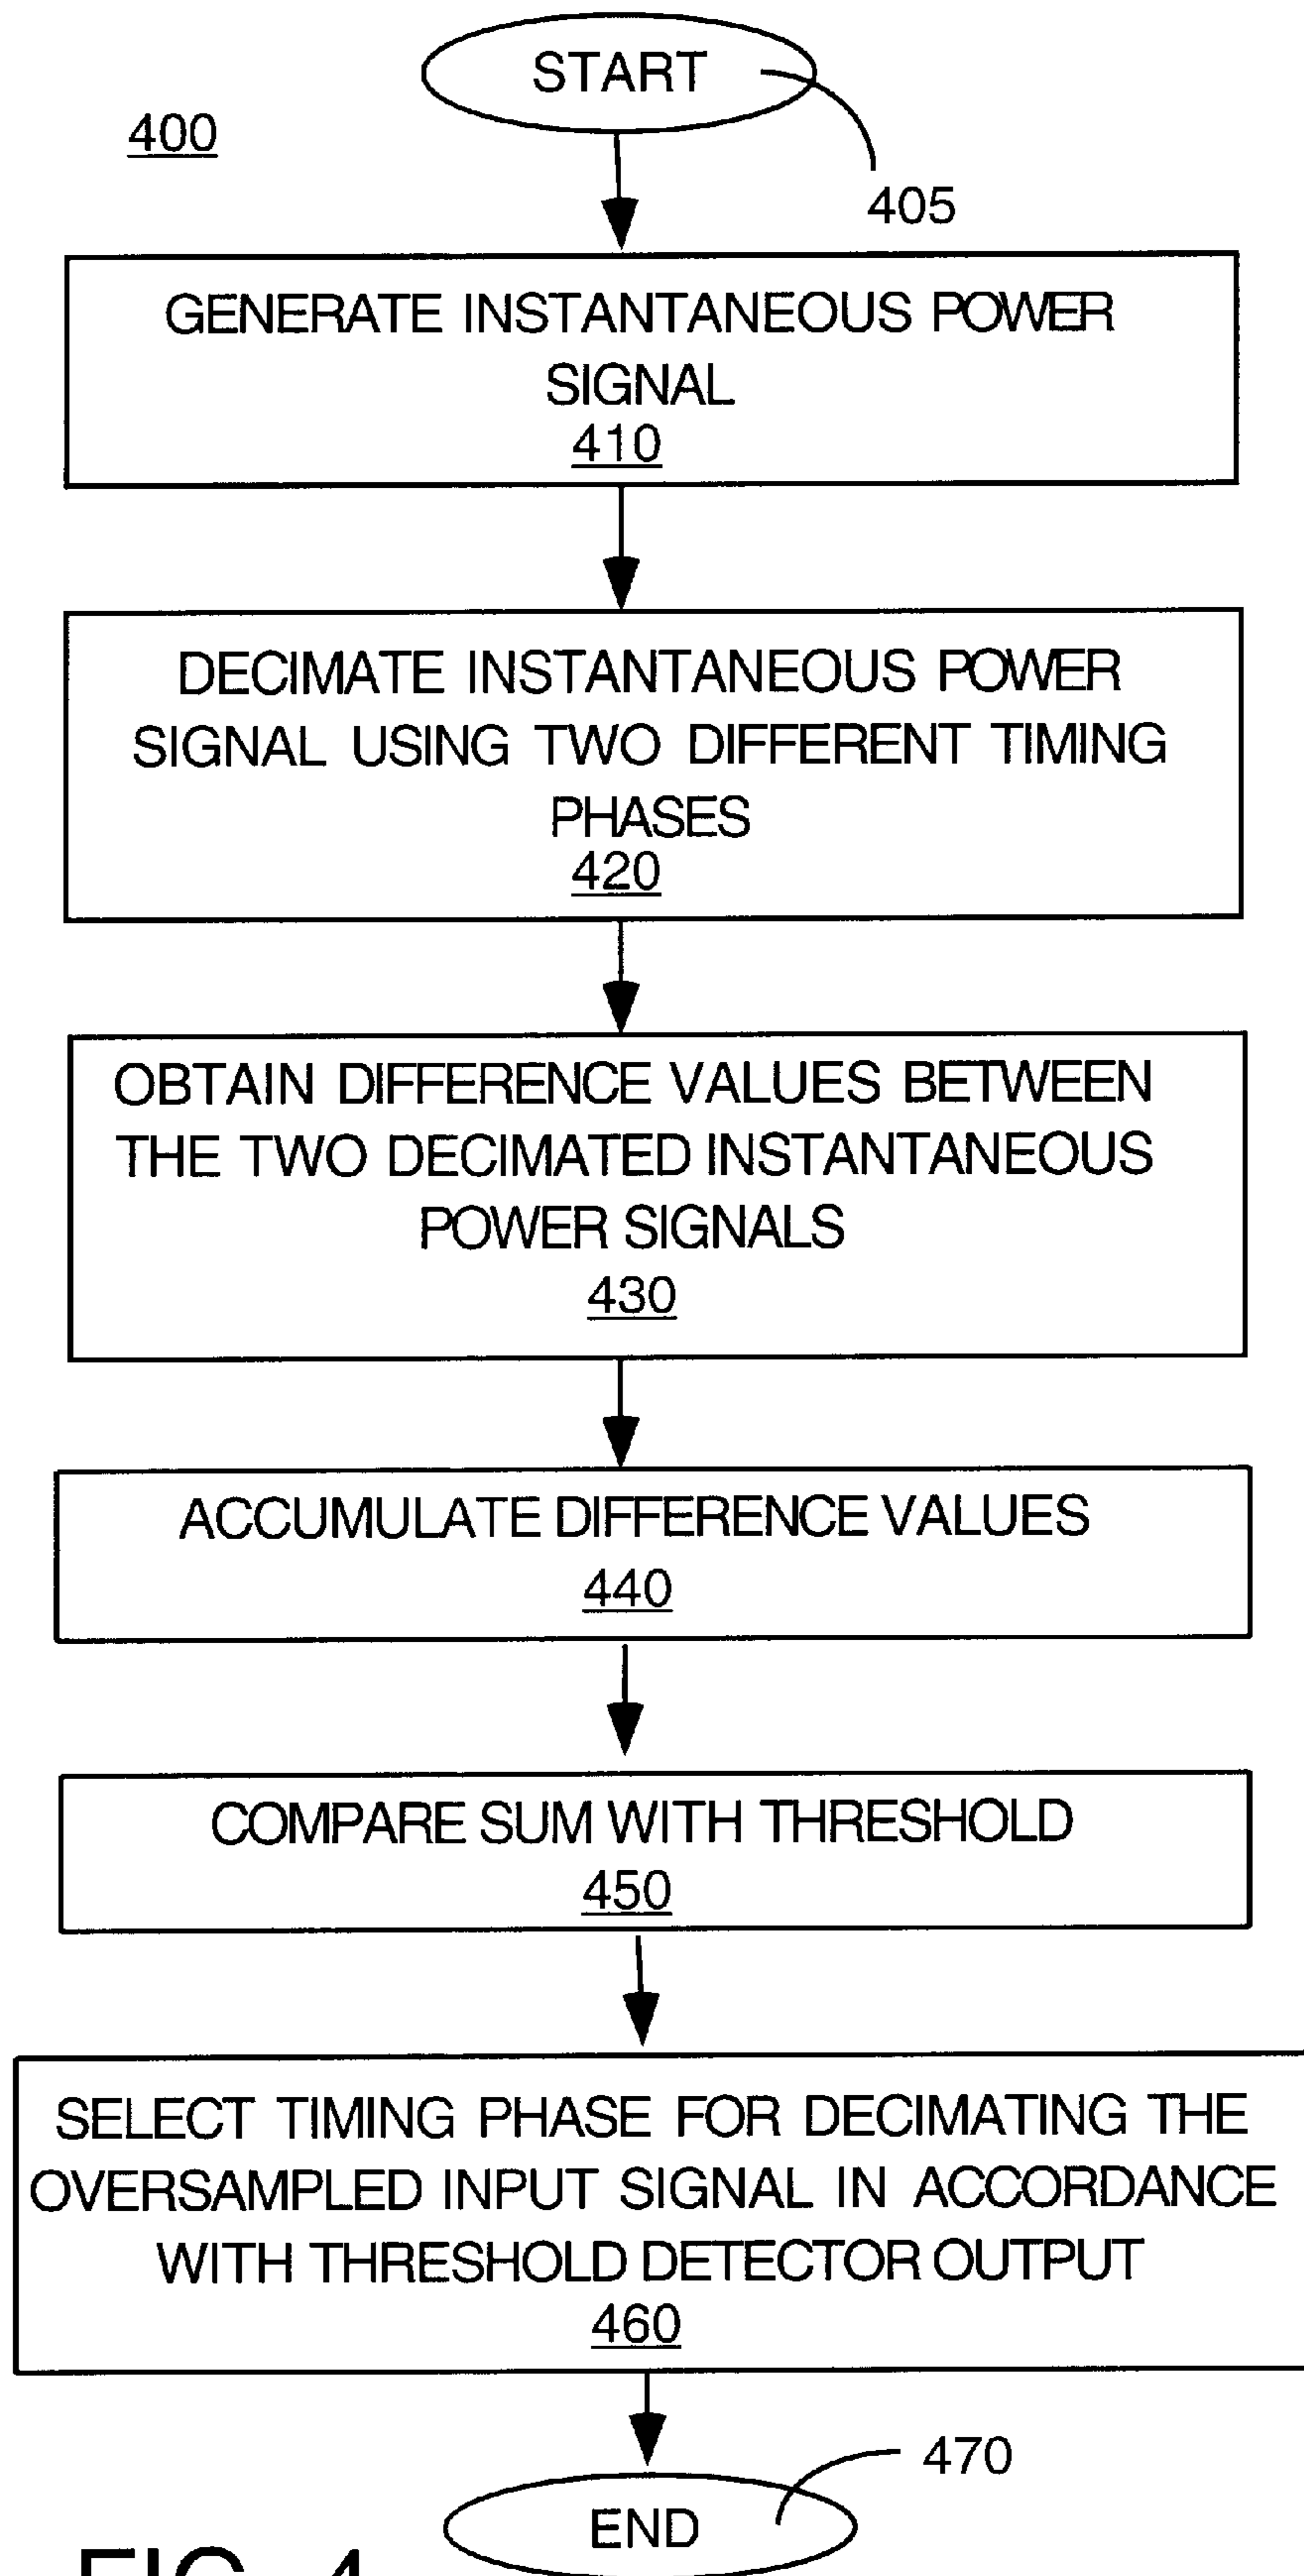 START
400
405
GENERATE INSTANTANEOUS POWER
SIGNAL
410
DECIMATE INSTANTANEOUS POWER
SIGNAL USING TWO DIFFERENT TIMING
PHASES
420
OBTAIN DIFFERENCE VALUES BETWEEN
THE TWO DECIMATED INSTANTANEOUS
POWER SIGNALS
430
ACCUMULATE DIFFERENCE VALUES
440
COMPARE SUM WITH THRESHOLD
450
SELECT TIMING PHASE FOR DECIMATING THE
OVERSAMPLED INPUT SIGNAL IN ACCORDANCE
WITH THRESHOLD DETECTOR OUTPUT
460
470
END
FIG. 4